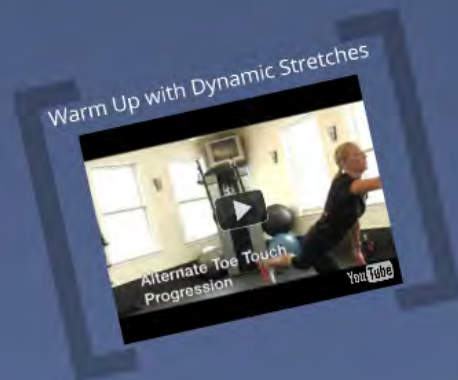 Warm Up with Dynamic Stretches
Alternate Toe Touch
Progression
YouTube